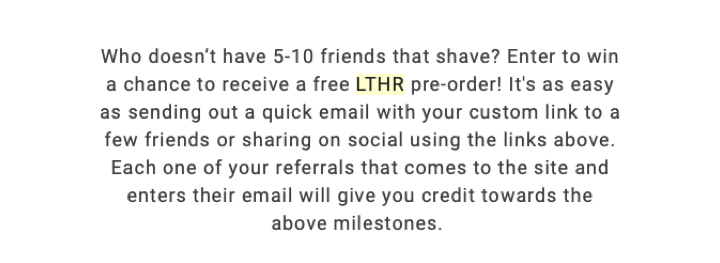 Who doesn’t have 5-10 friends that shave? Enter to win
a chance to receive a free LTHR pre-order! It's as easy
as sending out a quick email with your custom link to a
few friends or sharing on social using the links above.
Each one of your referrals that comes to the site and
enters their email will give you credit towards the
above milestones.